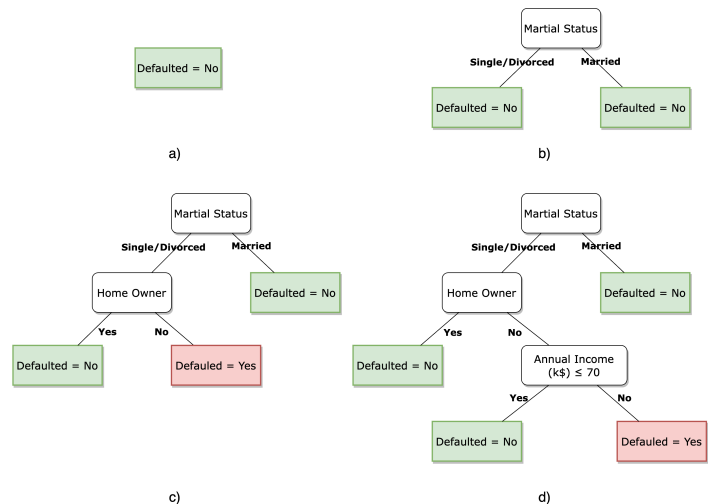 Defaulted = No
a)
Martial Status
Single/Divorced
Married
Defaulted = No
Defaulted = No
b)
Martial Status
Single/Divorced
Married
Home Owner
Defaulted = No
Yes
No
Defaulted = No
Defauled = Yes
c)
Martial Status
Single/Divorced
Married
Home Owner
Defaulted = No
Yes
No
Defaulted = No
Annual Income
(k$) ≤ 70
Yes
No
Defaulted = No
Defauled = Yes
d)